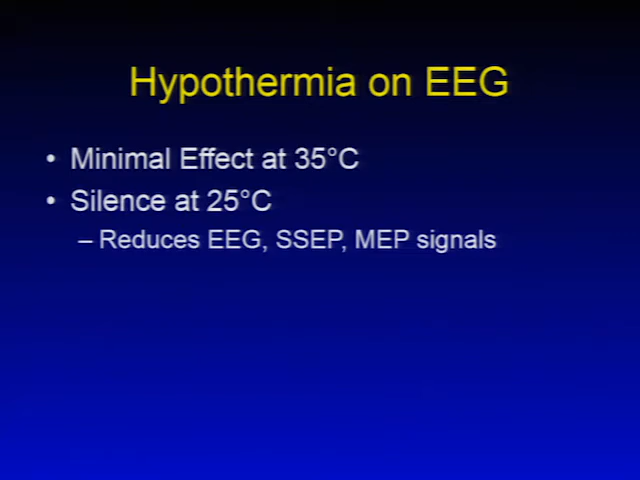 Hypothermia on EEG
• Minimal Effect at 35°C
• Silence at 25°C
– Reduces EEG, SSEP, MEP signals